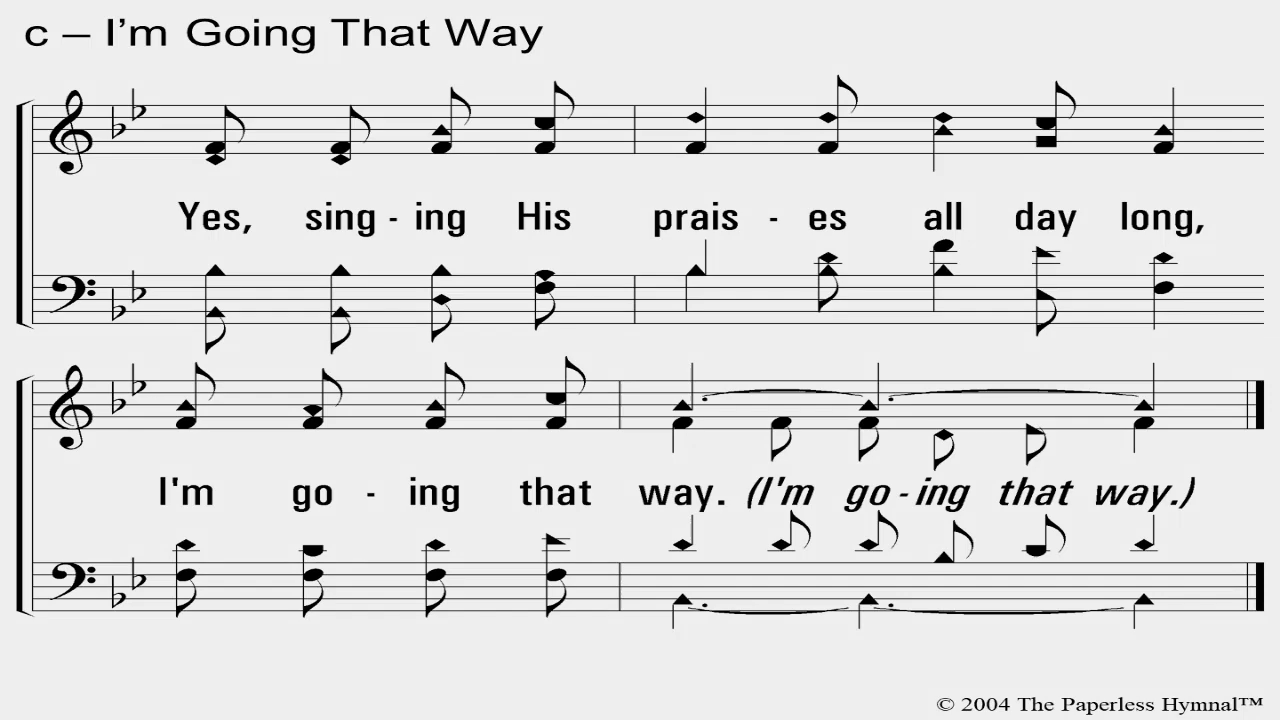 c – I'm Going That Way
Yes, sing - ing His prais - es all day long,
I'm go - ing that way. (I'm go - ing that way.)
© 2004 The Paperless Hymnal™